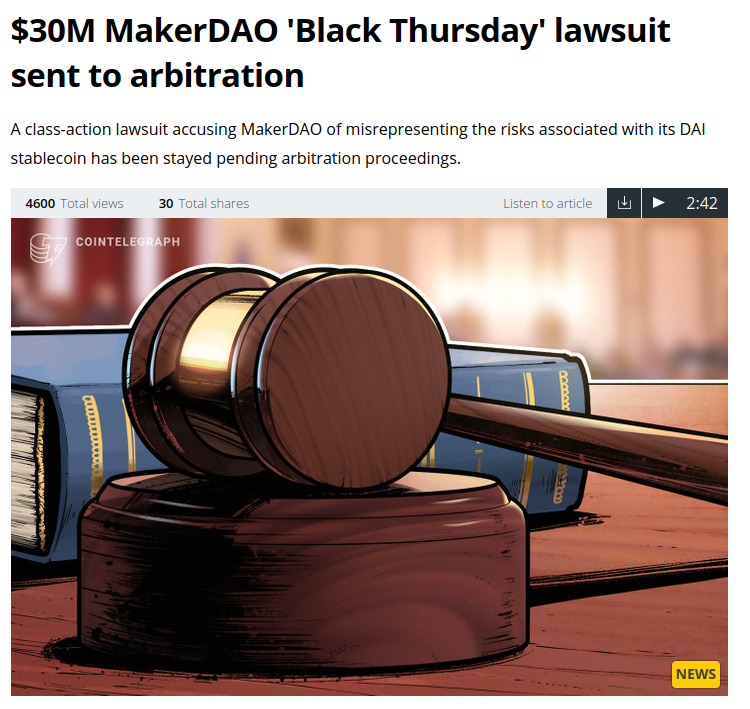 $30M MakerDAO 'Black Thursday' lawsuit
sent to arbitration
A class-action lawsuit accusing MakerDAO of misrepresenting the risks associated with its DAI
stablecoin has been stayed pending arbitration proceedings.
4600 Total views 30 Total shares Listen to article 2:42
COINTELEGRAPH
NEWS